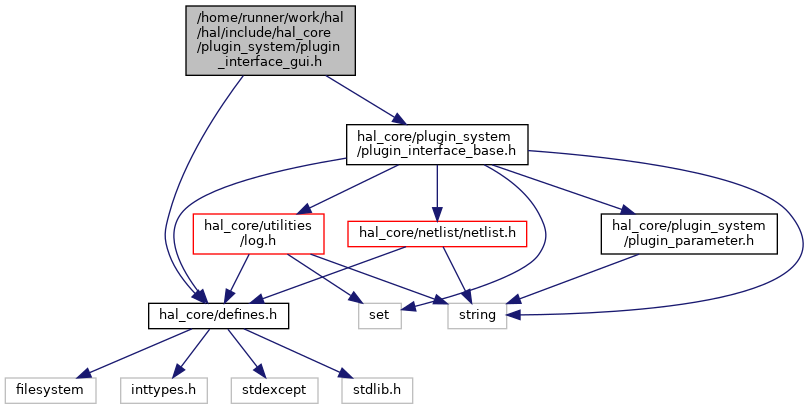 /home/runner/work/hal
/hal/include/hal_core
/plugin_system/plugin
_interface_gui.h
hal_core/plugin_system
/plugin_interface_base.h
hal_core/utilities
/log.h
hal_core/netlist/netlist.h
hal_core/plugin_system
/plugin_parameter.h
hal_core/defines.h
set
string
filesystem
inttypes.h
stdexcept
stdlib.h